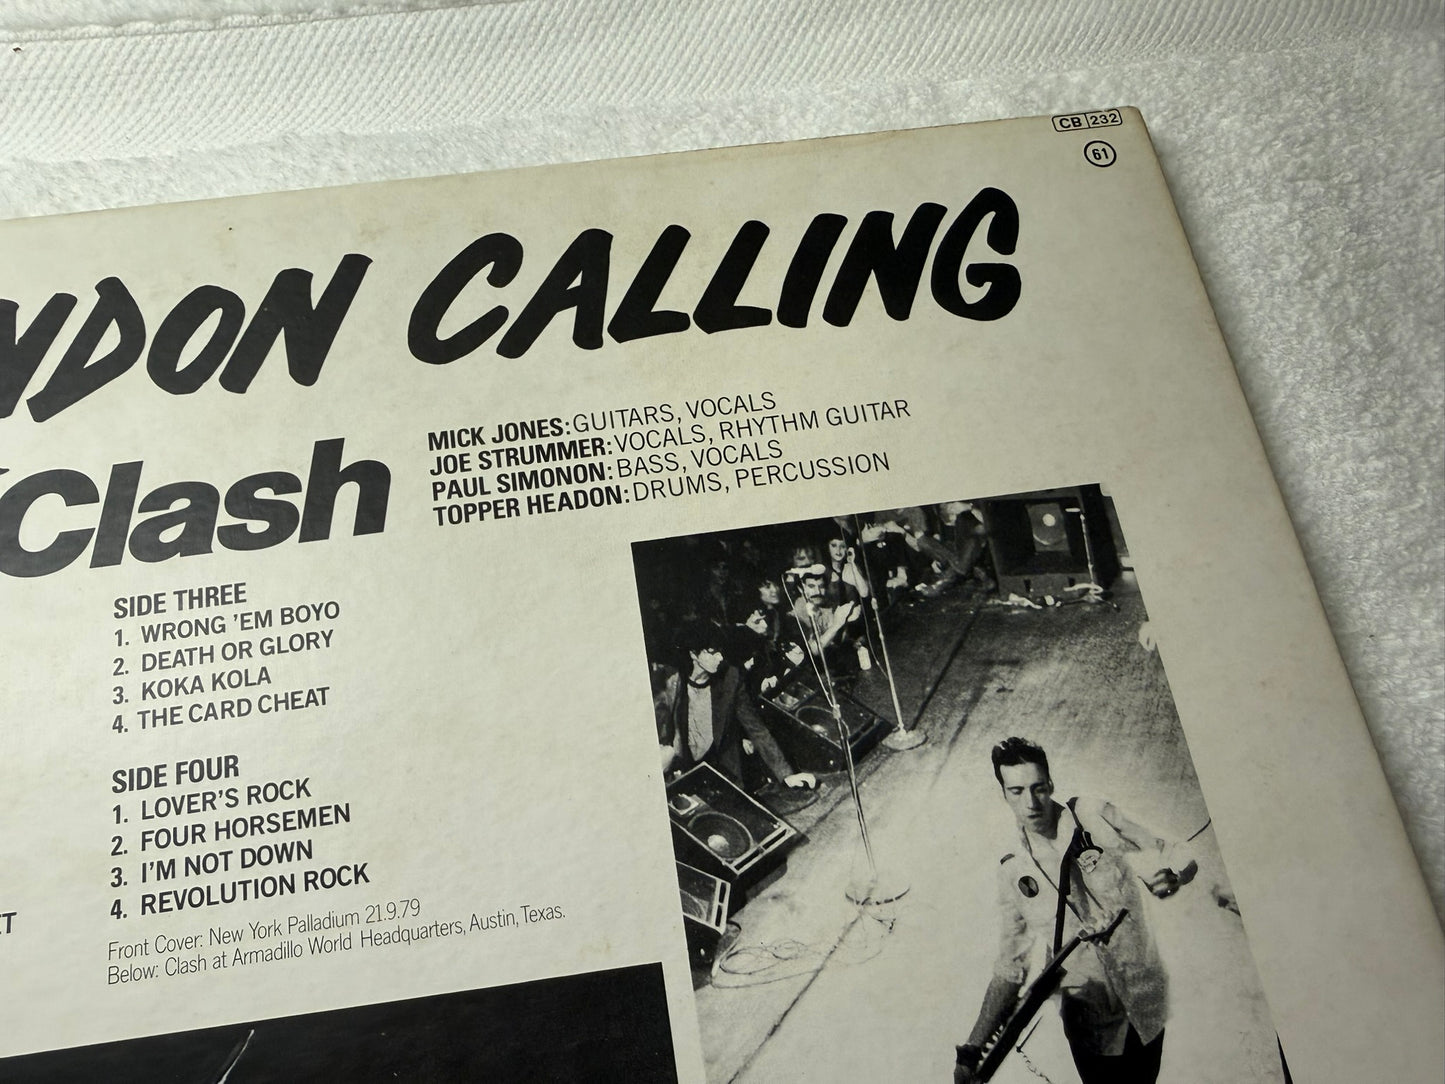 CB 232
61
NDON CALLING
Clash
MICK JONES: GUITARS, VOCALS
JOE STRUMMER: VOCALS, RHYTHM GUITAR
PAUL SIMONON: BASS, VOCALS
TOPPER HEADON: DRUMS, PERCUSSION
SIDE THREE
1. WRONG 'EM BOYO
2. DEATH OR GLORY
3. KOKA KOLA
4. THE CARD CHEAT
SIDE FOUR
1. LOVER'S ROCK
2. FOUR HORSEMEN
3. I'M NOT DOWN
4. REVOLUTION ROCK
ET
Front Cover: New York Palladium 21.9.79
Below: Clash at Armadillo World Headquarters, Austin, Texas.